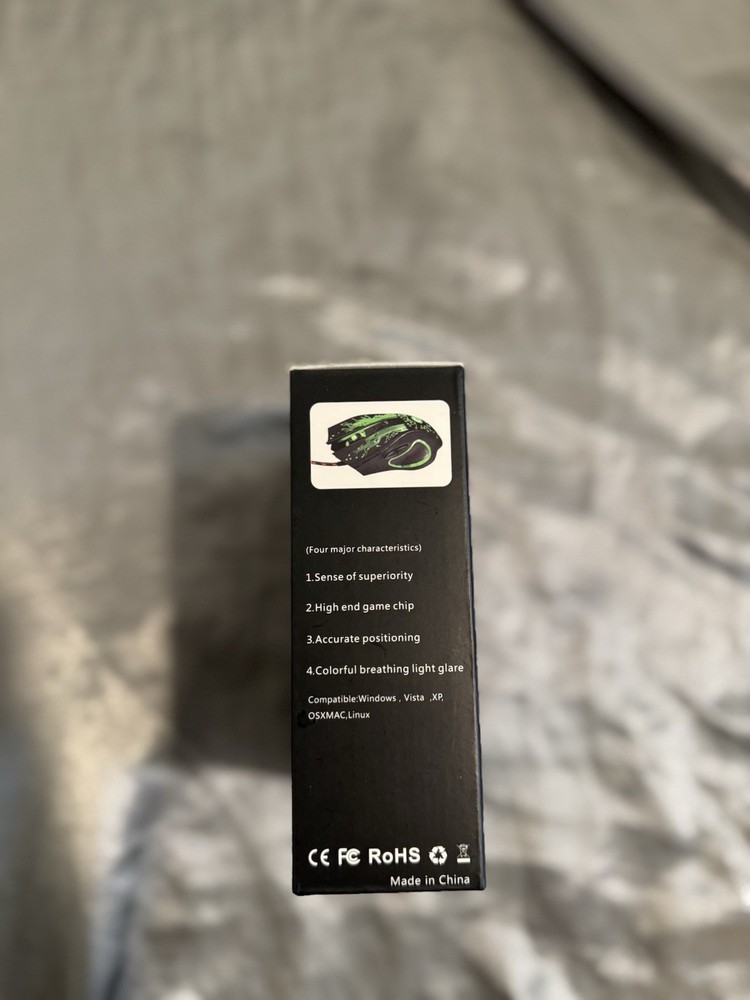 (Four major characteristics)
1.Sense of superiority
2.High end game chip
3.Accurate positioning
4.Colorful breathing light glare
Compatible:Windows , Vista ,XP,
OSXMAC,Linux
CE FC RoHS
Made in China